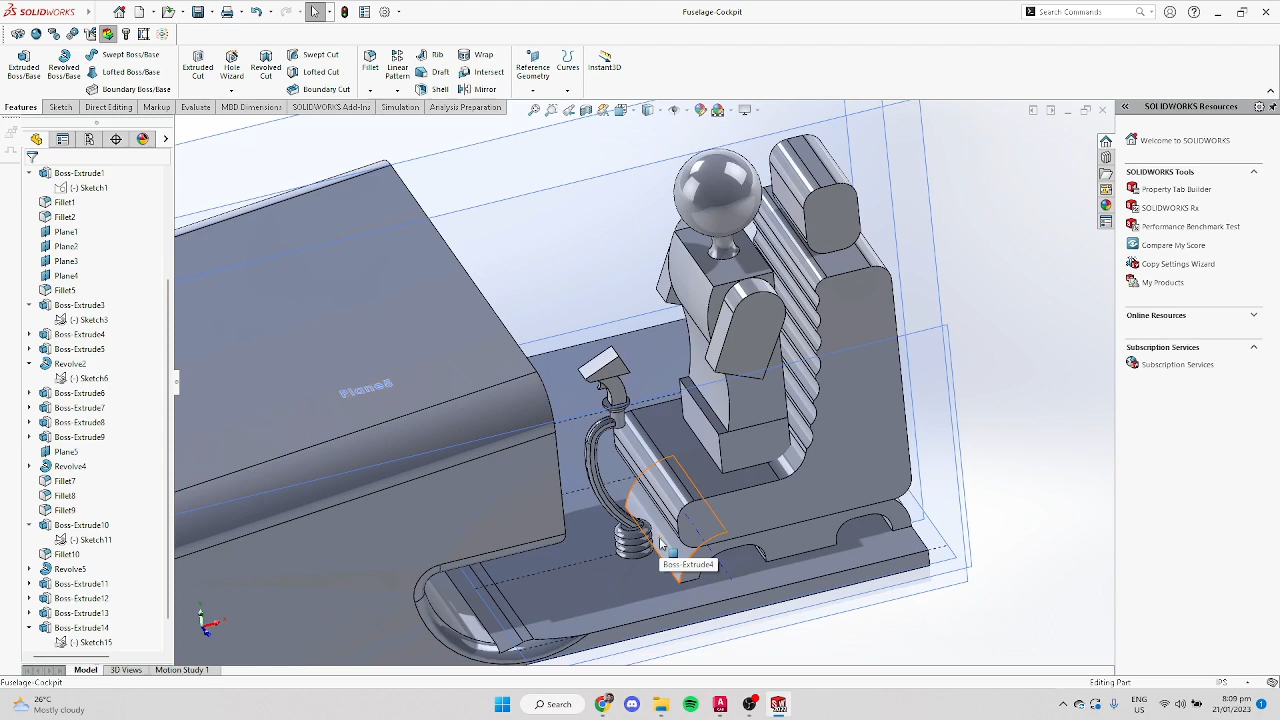 SOLIDWORKS
Fuselage-Cockpit
Search Commands
Extruded Boss/Base
Revolved Boss/Base
Swept Boss/Base
Lofted Boss/Base
Boundary Boss/Base
Extruded Cut
Hole Wizard
Revolved Cut
Swept Cut
Lofted Cut
Boundary Cut
Fillet
Linear Pattern
Rib
Draft
Shell
Wrap
Intersect
Mirror
Reference Geometry
Curves
Instant3D
Features
Sketch
Direct Editing
Markup
Evaluate
MBD Dimensions
SOLIDWORKS Add-Ins
Simulation
Analysis Preparation
SOLIDWORKS Resources
Boss-Extrude1
(-) Sketch1
Fillet1
Fillet2
Plane1
Plane2
Plane3
Plane4
Fillet5
Boss-Extrude3
(-) Sketch3
Boss-Extrude4
Boss-Extrude5
Revolve2
(-) Sketch6
Boss-Extrude6
Boss-Extrude7
Boss-Extrude8
Boss-Extrude9
Plane5
Revolve4
Fillet7
Fillet8
Fillet9
Boss-Extrude10
(-) Sketch11
Fillet10
Revolve5
Boss-Extrude11
Boss-Extrude12
Boss-Extrude13
Boss-Extrude14
(-) Sketch15
Boss-Extrude4
Welcome to SOLIDWORKS
SOLIDWORKS Tools
Property Tab Builder
SOLIDWORKS Rx
Performance Benchmark Test
Compare My Score
Copy Settings Wizard
My Products
Online Resources
Subscription Services
Subscription Services
Model
3D Views
Motion Study 1
Fuselage-Cockpit
Editing Part
IPS
26°C
Mostly cloudy
Search
ENG
US
8:09 pm
21/01/2023